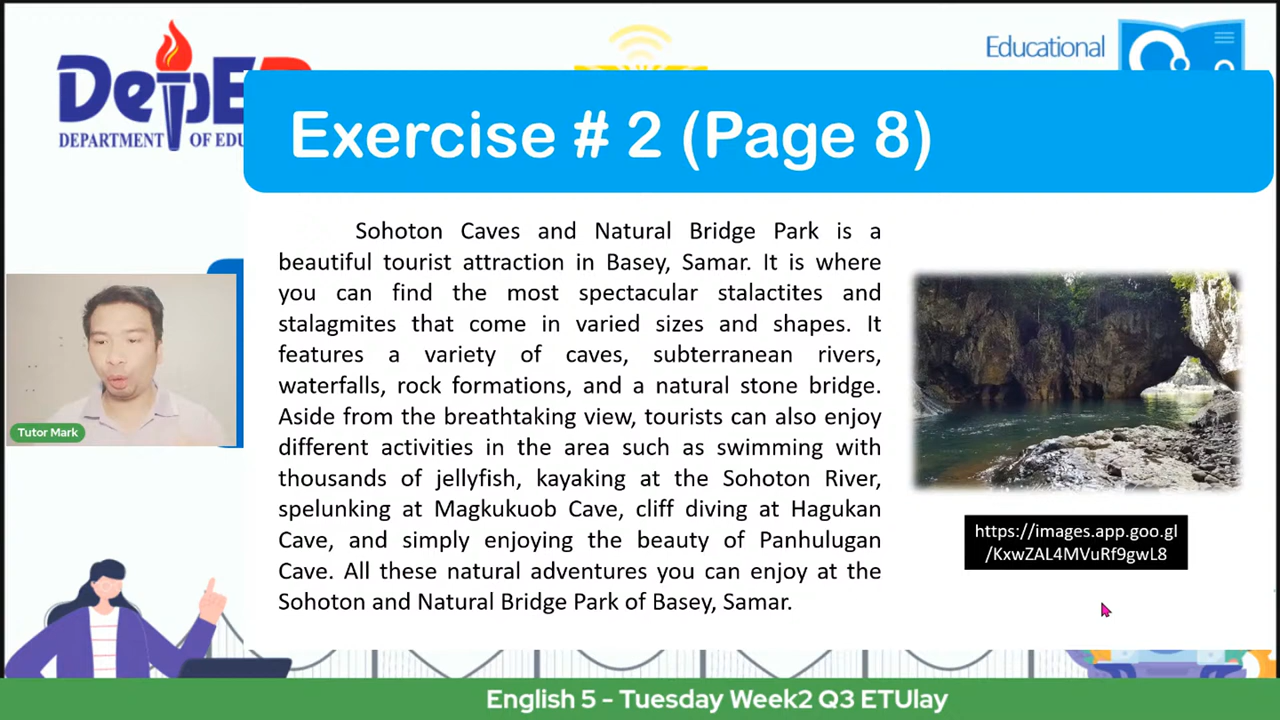 DepED
DEPARTMENT OF EDU
Educational
Exercise # 2 (Page 8)
Sohoton Caves and Natural Bridge Park is a
beautiful tourist attraction in Basey, Samar. It is where
you can find the most spectacular stalactites and
stalagmites that come in varied sizes and shapes. It
features a variety of caves, subterranean rivers,
waterfalls, rock formations, and a natural stone bridge.
Aside from the breathtaking view, tourists can also enjoy
different activities in the area such as swimming with
thousands of jellyfish, kayaking at the Sohoton River,
spelunking at Magkukuob Cave, cliff diving at Hagukan
Cave, and simply enjoying the beauty of Panhulugan
Cave. All these natural adventures you can enjoy at the
Sohoton and Natural Bridge Park of Basey, Samar.
https://images.app.goo.gl
/KxwZAL4MVuRf9gwL8
Tutor Mark
English 5 - Tuesday Week2 Q3 ETUlay